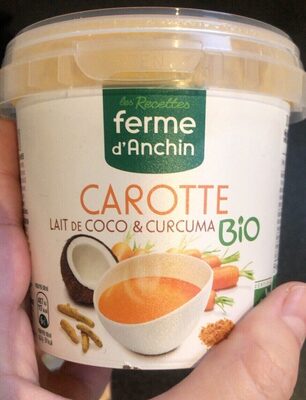 les Recettes
ferme
d'Anchin
CAROTTE
LAIT DE COCO & CURCUMA BiO